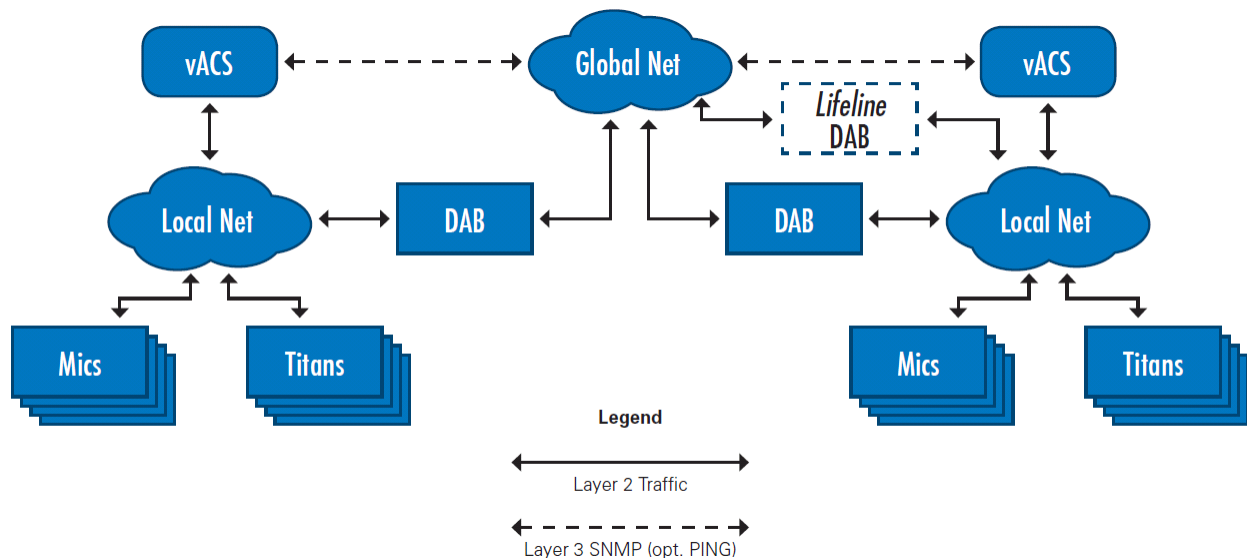 vACS
Global Net
vACS
Lifeline
DAB
Local Net
DAB
DAB
Local Net
Mics
Titans
Mics
Titans
Legend
Layer 2 Traffic
Layer 3 SNMP (opt. PING)